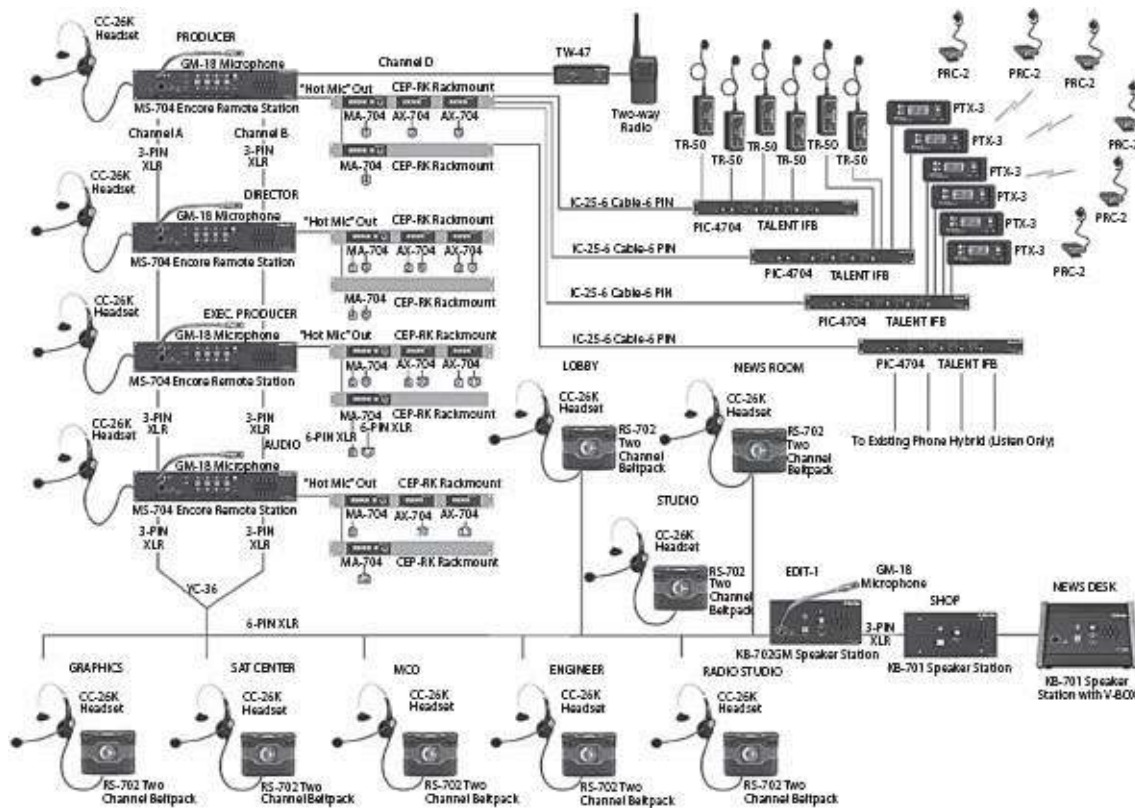 CC-26K
Headset
PRODUCER
GM-18 Microphone
MS-704 Encore Remote Station
Channel D
TW-47
Two-way
Radio
"Hot Mic" Out
CEP-RK Rackmount
MA-704
AX-704
AX-704
MA-704
CEP-RK Rackmount
Channel A
Channel B
3-PIN
XLR
3-PIN
XLR
TR-50
TR-50
TR-50
TR-50
TR-50
TR-50
PRC-2
PRC-2
PRC-2
PRC-2
PRC-2
PTX-3
PTX-3
PTX-3
PTX-3
PTX-3
PTX-3
PRC-2
IC-25-6 Cable-6 PIN
PIC-4704
TALENT IFB
IC-25-6 Cable-6 PIN
PIC-4704
TALENT IFB
IC-25-6 Cable-6 PIN
PIC-4704
TALENT IFB
IC-25-6 Cable-6 PIN
PIC-4704
TALENT IFB
To Existing Phone Hybrid (Listen Only)
CC-26K
Headset
DIRECTOR
GM-18 Microphone
MS-704 Encore Remote Station
"Hot Mic" Out
CEP-RK Rackmount
MA-704
AX-704
AX-704
MA-704
CEP-RK Rackmount
CC-26K
Headset
EXEC. PRODUCER
GM-18 Microphone
MS-704 Encore Remote Station
"Hot Mic" Out
CEP-RK Rackmount
MA-704
AX-704
AX-704
MA-704
CEP-RK Rackmount
6-PIN XLR
6-PIN XLR
3-PIN
XLR
3-PIN
XLR
CC-26K
Headset
AUDIO
GM-18 Microphone
MS-704 Encore Remote Station
"Hot Mic" Out
CEP-RK Rackmount
MA-704
AX-704
AX-704
MA-704
CEP-RK Rackmount
3-PIN
XLR
3-PIN
XLR
YC-36
6-PIN XLR
LOBBY
CC-26K
Headset
RS-702
Two
Channel
Beltpack
NEWS ROOM
CC-26K
Headset
RS-702
Two
Channel
Beltpack
STUDIO
CC-26K
Headset
RS-702
Two
Channel
Beltpack
EDIT-1
GM-18
Microphone
KB-702GM Speaker Station
3-PIN
XLR
SHOP
KB-701 Speaker Station
NEWS DESK
KB-701 Speaker
Station with V-BOX
GRAPHICS
CC-26K
Headset
RS-702 Two
Channel Beltpack
SAT CENTER
CC-26K
Headset
RS-702 Two
Channel Beltpack
MCO
CC-26K
Headset
RS-702 Two
Channel Beltpack
ENGINEER
CC-26K
Headset
RS-702 Two
Channel Beltpack
RADIO STUDIO
CC-26K
Headset
RS-702 Two
Channel Beltpack